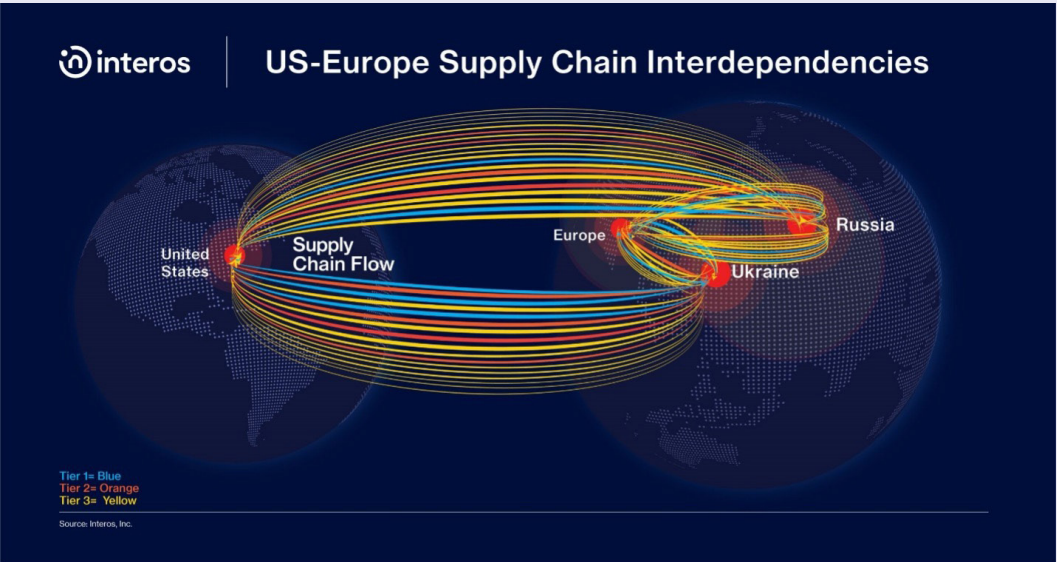 interos
US-Europe Supply Chain Interdependencies
United
States
Supply
Chain Flow
Europe
Russia
Ukraine
Tier 1= Blue
Tier 2= Orange
Tier 3= Yellow
Source: Interos, Inc.